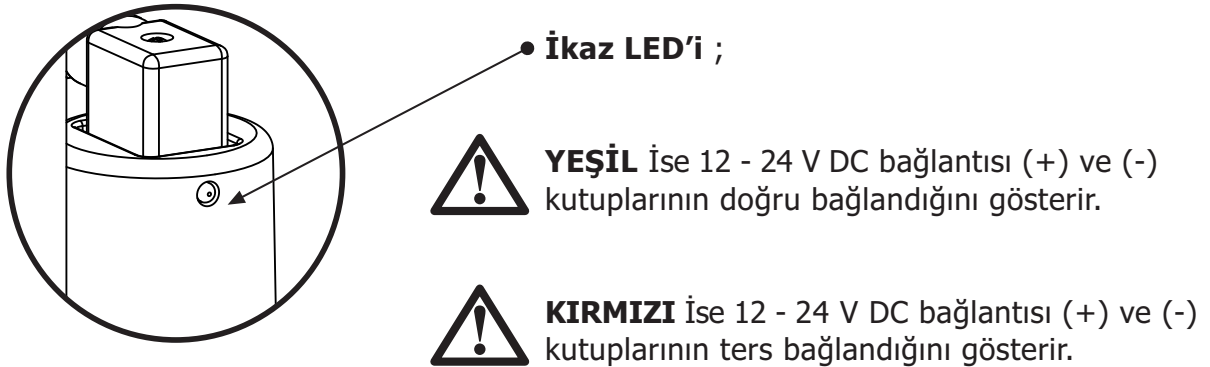 İkaz LED’i ;
YEŞİL İse 12 - 24 V DC bağlantısı (+) ve (-)
kutuplarının doğru bağlandığını gösterir.
KIRMIZI İse 12 - 24 V DC bağlantısı (+) ve (-)
kutuplarının ters bağlandığını gösterir.